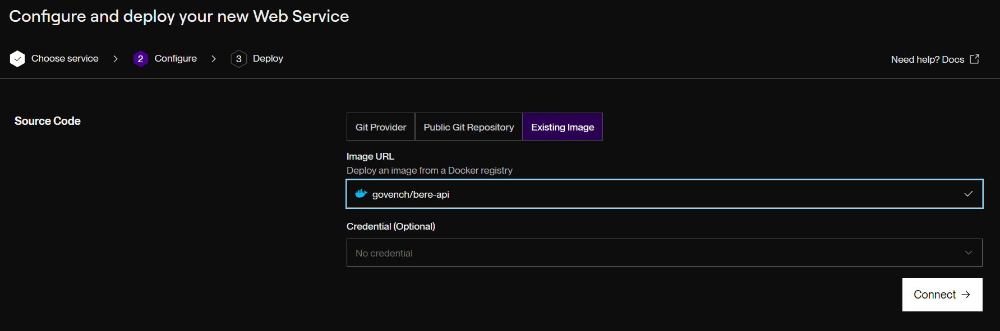 Configure and deploy your new Web Service
Choose service
2 Configure
3 Deploy
Need help? Docs
Source Code
Git Provider
Public Git Repository
Existing Image
Image URL
Deploy an image from a Docker registry
govench/bere-api
Credential (Optional)
No credential
Connect →